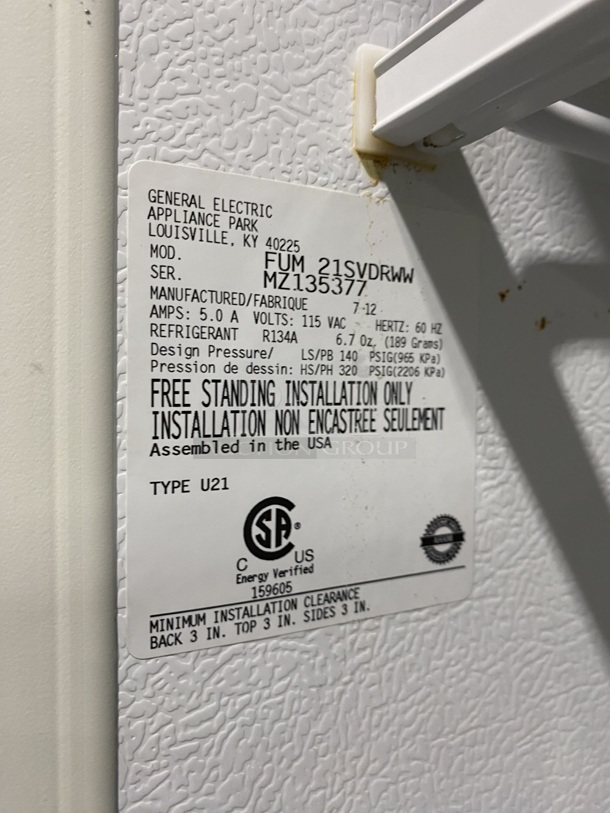 GENERAL ELECTRIC
APPLIANCE PARK
LOUISVILLE, KY 40225
MOD. FUM 21SVDRWW
SER. MZ135377
MANUFACTURED/FABRIQUE 7-12
AMPS: 5.0 A VOLTS: 115 VAC HERTZ: 60 HZ
REFRIGERANT R134A 6.7 Oz. (189 Grams)
Design Pressure/ LS/PB 140 PSIG(965 KPa)
Pression de dessin: HS/PH 320 PSIG(2206 KPa)
FREE STANDING INSTALLATION ONLY
INSTALLATION NON ENCASTREE SEULEMENT
Assembled in the USA
GROUP
TYPE U21
CSA®
C US
Energy Verified
159605
MINIMUM INSTALLATION CLEARANCE
BACK 3 IN. TOP 3 IN. SIDES 3 IN.